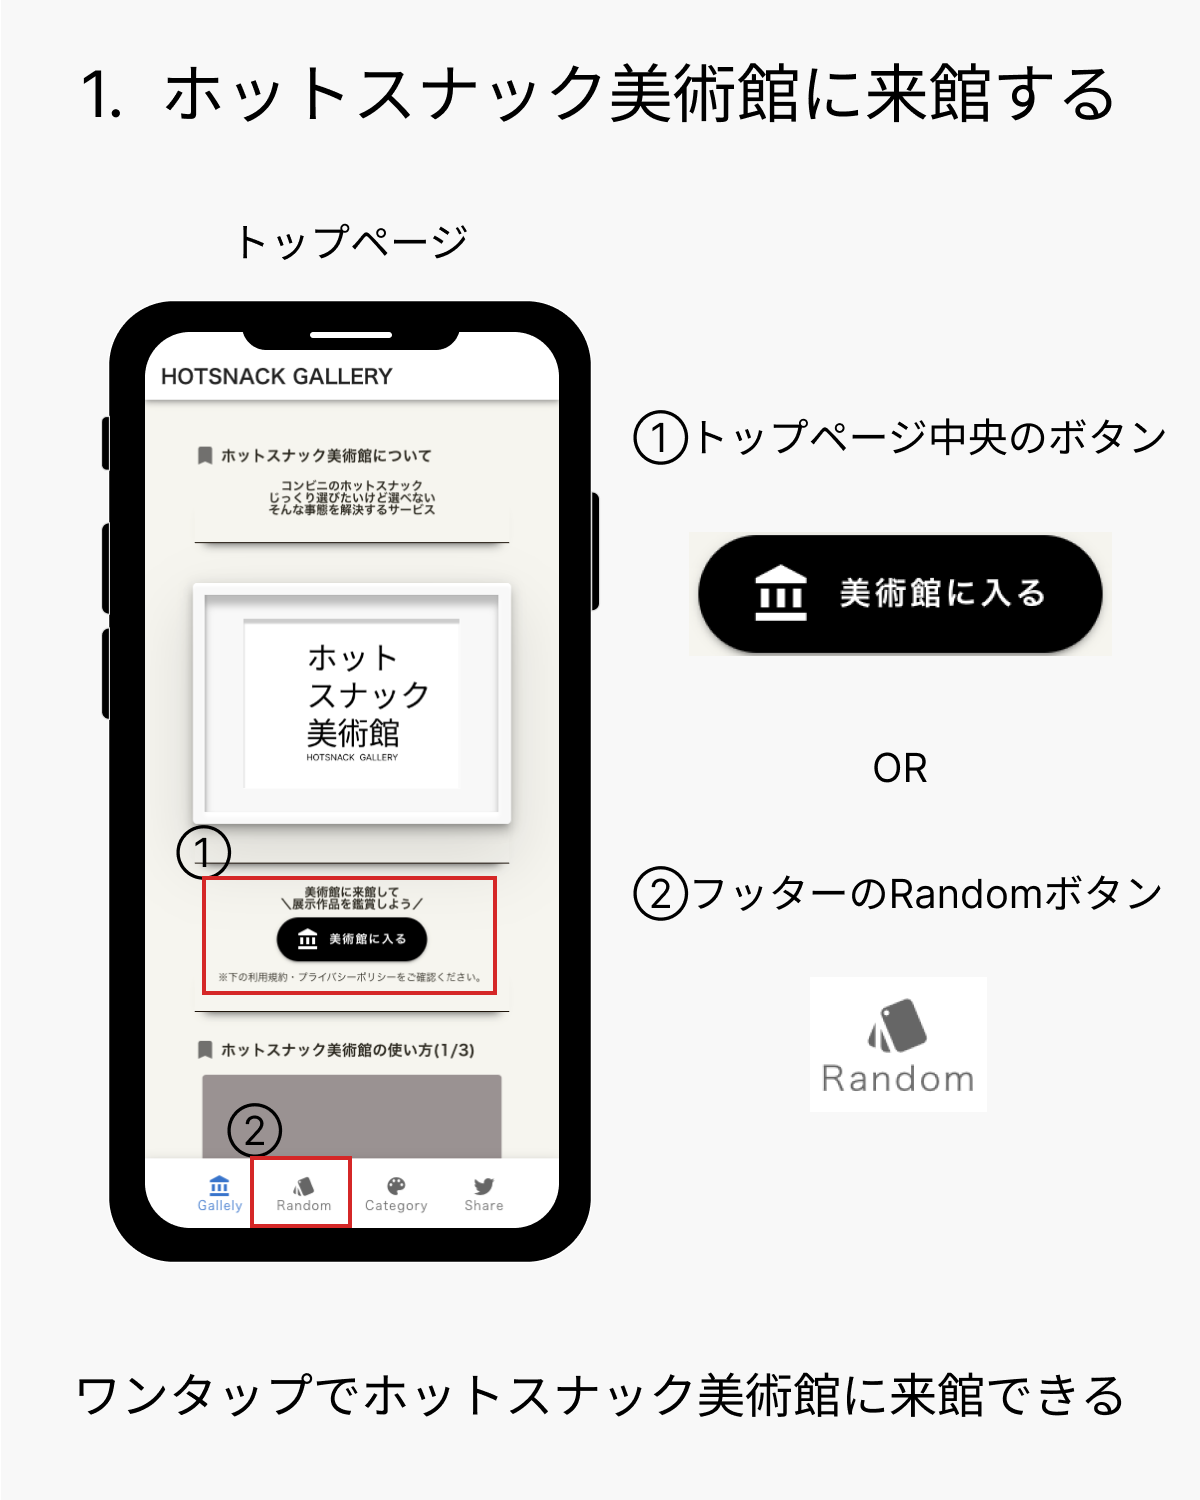 1. ホットスナック美術館に来館する
トップページ
HOTSNACK GALLERY
ホットスナック美術館について
コンビニのホットスナック
じっくり選びたいけど選べない
そんな事態を解決するサービス
ホット
スナック
美術館
HOTSNACK GALLERY
①
美術館に来館して
＼展示作品を鑑賞しよう／
美術館に入る
※下の利用規約・プライバシーポリシーをご確認ください。
ホットスナック美術館の使い方(1/3)
②
Gallely
Random
Category
Share
①トップページ中央のボタン
美術館に入る
OR
②フッターのRandomボタン
Random
ワンタップでホットスナック美術館に来館できる